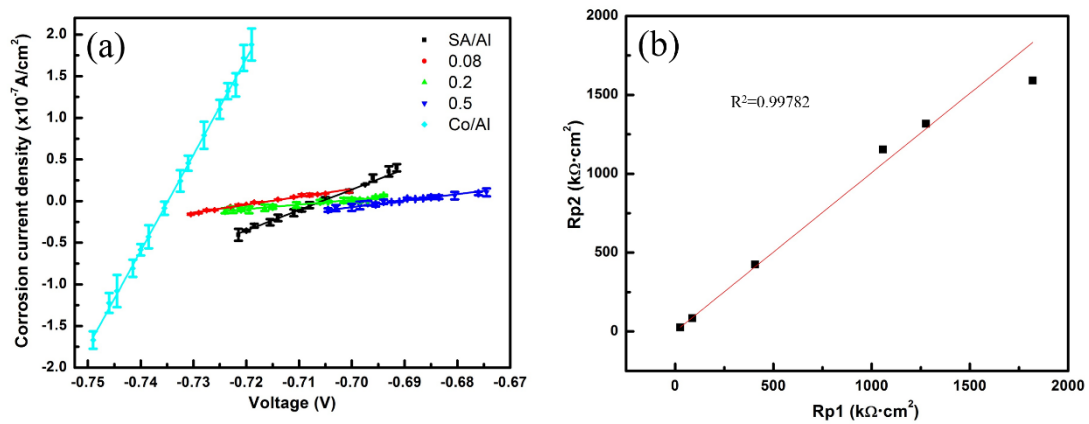 (a)
SA/Al
0.08
0.2
0.5
Co/Al
Corrosion current density (x10⁻⁷A/cm²)
2.0
1.5
1.0
0.5
0.0
-0.5
-1.0
-1.5
-2.0
-0.75 -0.74 -0.73 -0.72 -0.71 -0.70 -0.69 -0.68 -0.67
Voltage (V)
(b)
R²=0.99782
Rp2 (kΩ·cm²)
2000
1500
1000
500
0
0 500 1000 1500 2000
Rp1 (kΩ·cm²)